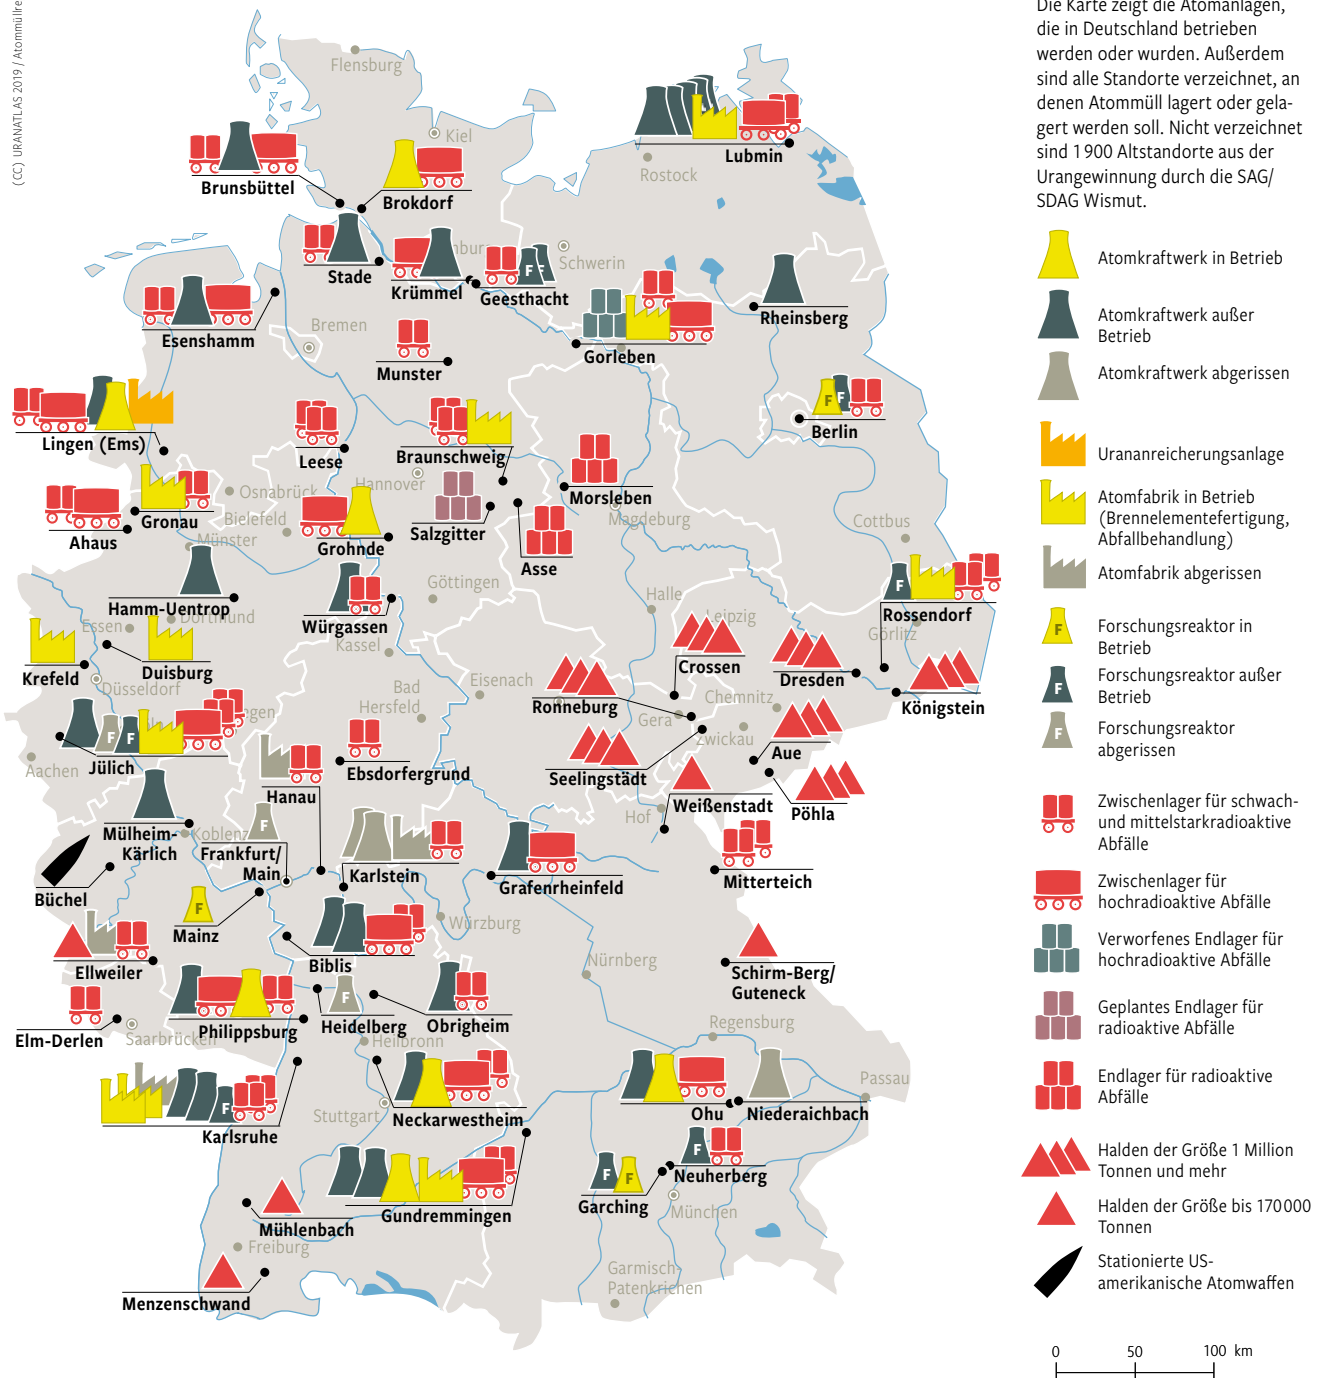 (CC) URANATLAS 2019 / Atommüllre
Die Karte zeigt die Atomanlagen,
die in Deutschland betrieben
werden oder wurden. Außerdem
sind alle Standorte verzeichnet, an
denen Atommüll lagert oder gela-
gert werden soll. Nicht verzeichnet
sind 1 900 Altstandorte aus der
Urangewinnung durch die SAG/
SDAG Wismut.
Flensburg
Kiel
Lubmin
Rostock
Brunsbüttel
Brokdorf
Stade
Krümmel
Geesthacht
Schwerin
Esenshamm
Bremen
Munster
Gorleben
Rheinsberg
Lingen (Ems)
Leese
Braunschweig
Berlin
F
F
F
F
Hannover
Morsleben
Magdeburg
Osnabrück
Gronau
Ahaus
Bielefeld
Münster
Grohnde
Salzgitter
Asse
Cottbus
Hamm-Uentrop
Dortmund
Würgassen
Göttingen
Kassel
Halle
Leipzig
F
Rossendorf
Görlitz
Essen
Krefeld
Duisburg
Düsseldorf
Crossen
Dresden
Königstein
Eisenach
Bad
Hersfeld
Ronneburg
Gera
Chemnitz
Zwickau
Aue
F
F
Jülich
Aachen
Ebsdorfergrund
Seelingstädt
Weißenstadt
Pöhla
Hanau
Hof
Mülheim-
Kärlich
Koblenz
F
Frankfurt/
Main
Karlstein
Grafenrheinfeld
Mitterteich
Büchel
F
Mainz
Würzburg
Ellweiler
Biblis
Nürnberg
Schirm-Berg/
Guteneck
Elm-Derlen
Saarbrücken
Philippsburg
F
Heidelberg
Obrigheim
Heilbronn
Regensburg
F
Karlsruhe
Stuttgart
Neckarwestheim
Ohu
Niederaichbach
Passau
Gundremmingen
F
F
Garching
F
Neuherberg
München
Mühlenbach
Freiburg
Menzenschwand
Garmisch-
Patenkrichen
Atomkraftwerk in Betrieb
Atomkraftwerk außer
Betrieb
Atomkraftwerk abgerissen
Urananreicherungsanlage
Atomfabrik in Betrieb
(Brennelementefertigung,
Abfallbehandlung)
Atomfabrik abgerissen
F
Forschungsreaktor in
Betrieb
F
Forschungsreaktor außer
Betrieb
F
Forschungsreaktor
abgerissen
Zwischenlager für schwach-
und mittelstarkradioaktive
Abfälle
Zwischenlager für
hochradioaktive Abfälle
Verworfenes Endlager für
hochradioaktive Abfälle
Geplantes Endlager für
radioaktive Abfälle
Endlager für radioaktive
Abfälle
Halden der Größe 1 Million
Tonnen und mehr
Halden der Größe bis 170 000
Tonnen
Stationierte US-
amerikanische Atomwaffen
0 50 100 km